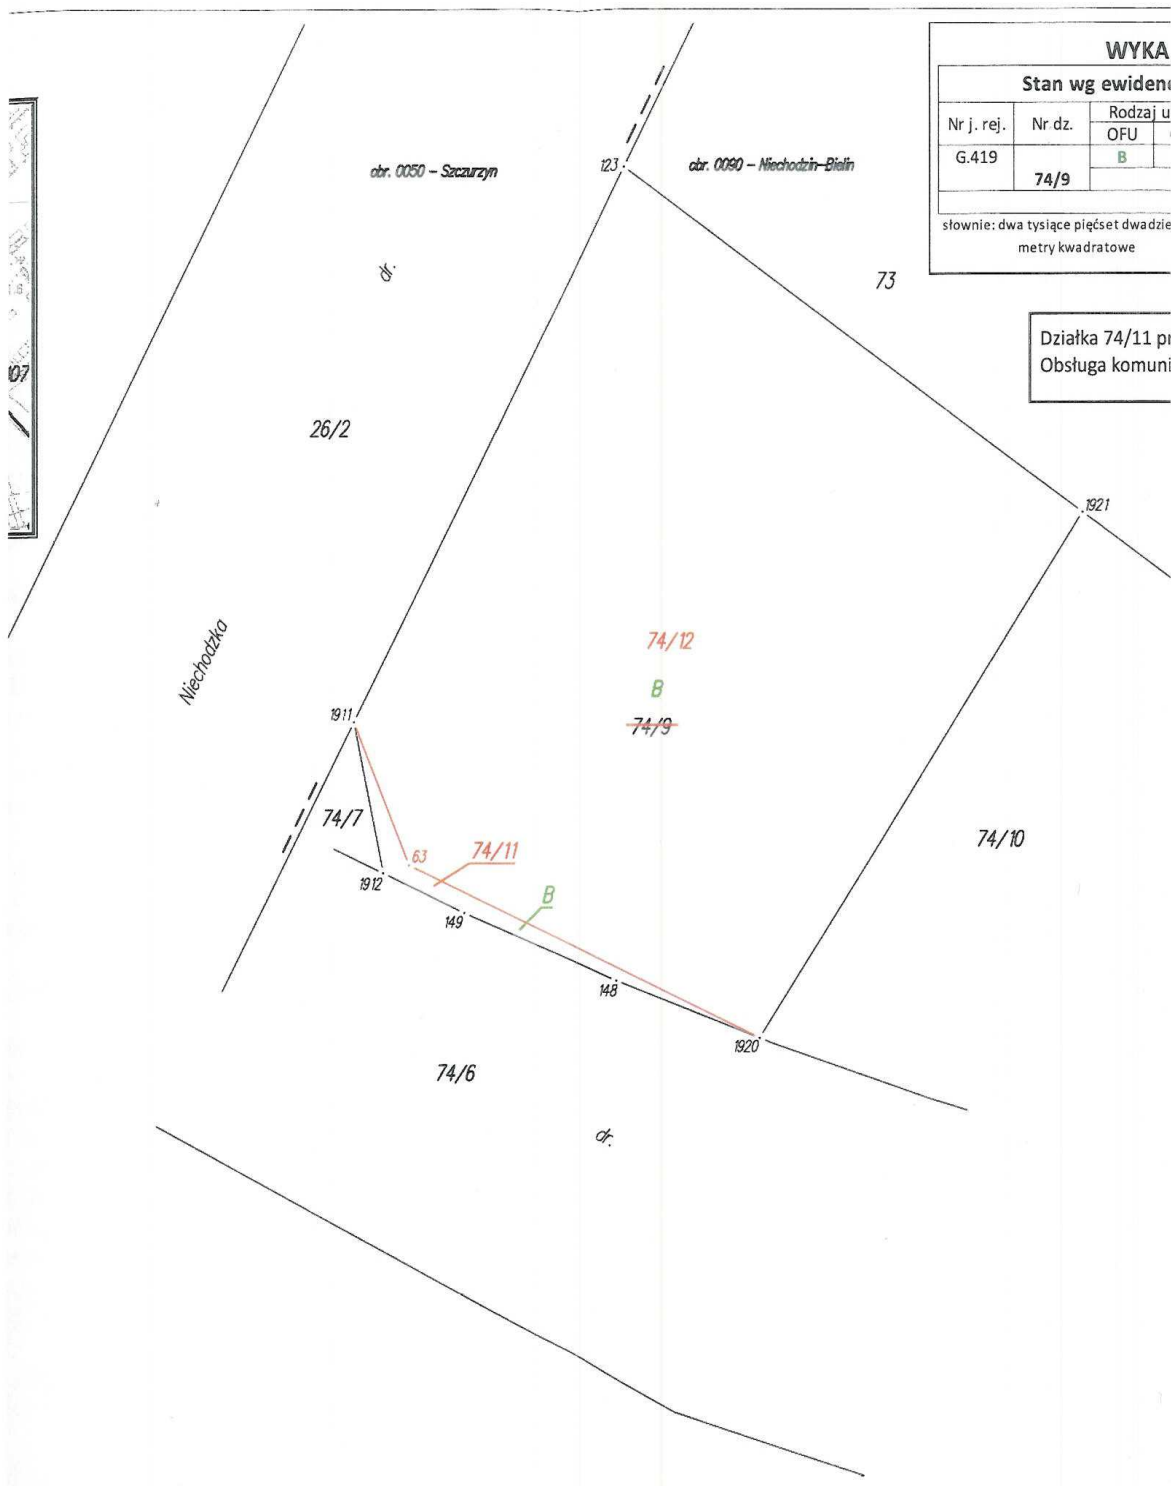 WYKA
Stan wg ewiden
Nr j. rej.
Nr dz.
Rodzaj u
OFU
G.419
B
74/9
słownie: dwa tysiące pięćset dwadzie
metry kwadratowe
Działka 74/11 pr
Obsługa komuni
obr. 0050 - Szczurzyn
123
obr. 0090 - Niechodzin-Bielin
dr.
73
107
26/2
1921
Niechodzka
74/12
B
74/9
1911
74/7
74/10
63
74/11
1912
B
149
148
1920
74/6
dr.